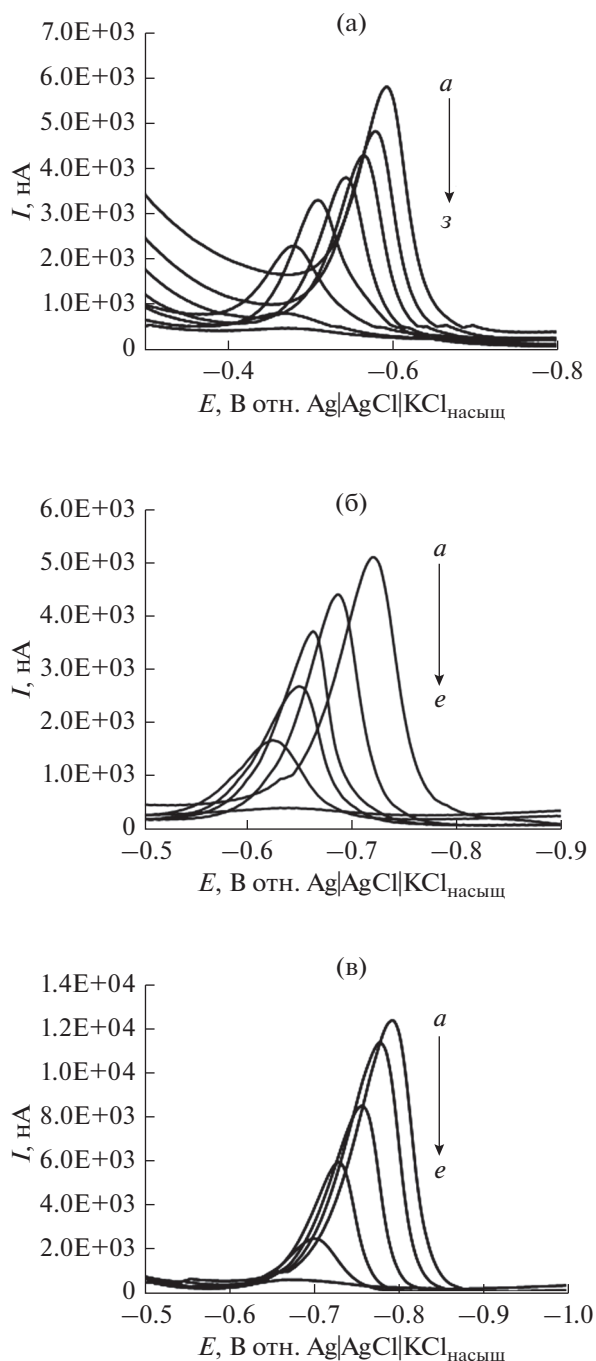 (а)
7.0E+03
6.0E+03
5.0E+03
4.0E+03
3.0E+03
2.0E+03
1.0E+03
0
I, нА
а
з
−0.4
−0.6
−0.8
E, В отн. Ag|AgCl|KClнасыщ
(б)
6.0E+03
5.0E+03
4.0E+03
3.0E+03
2.0E+03
1.0E+03
0
I, нА
а
е
−0.5
−0.6
−0.7
−0.8
−0.9
E, В отн. Ag|AgCl|KClнасыщ
(в)
1.4E+04
1.2E+04
1.0E+04
8.0E+03
6.0E+03
4.0E+03
2.0E+03
0
I, нА
а
е
−0.5
−0.6
−0.7
−0.8
−0.9
−1.0
E, В отн. Ag|AgCl|KClнасыщ